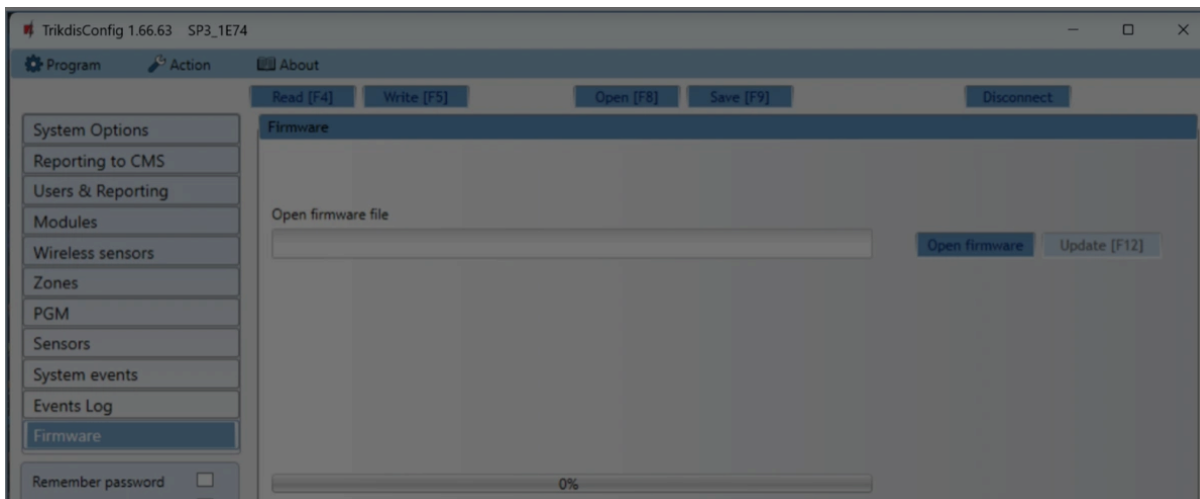 TrikdisConfig 1.66.63 SP3_1E74
Program Action About
Read [F4] Write [F5] Open [F8] Save [F9] Disconnect
System Options
Reporting to CMS
Users & Reporting
Modules
Wireless sensors
Zones
PGM
Sensors
System events
Events Log
Firmware
Remember password
Firmware
Open firmware file
Open firmware Update [F12]
0%